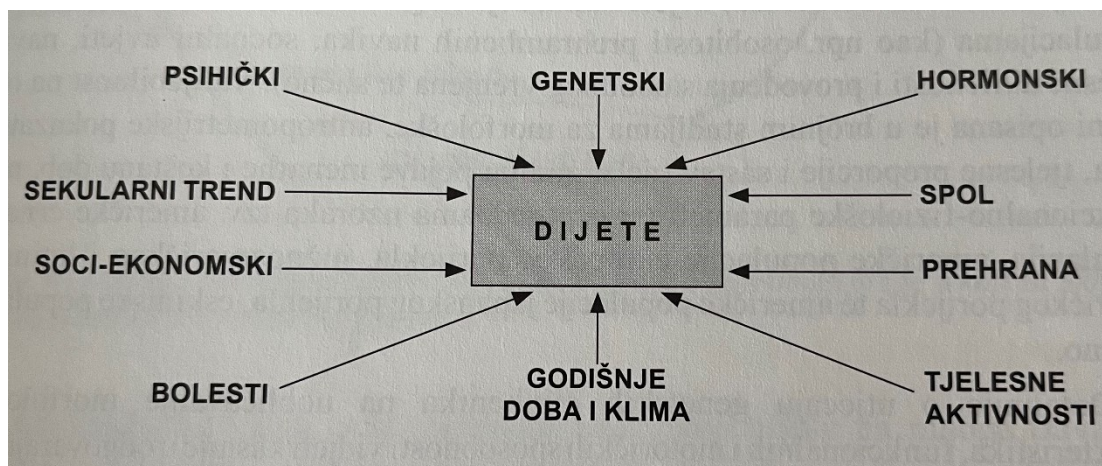 PSIHIČKI
GENETSKI
HORMONSKI
SEKULARNI TREND
DIJETE
SPOL
SOCI-EKONOMSKI
PREHRANA
BOLESTI
GODIŠNJE
DOBA I KLIMA
TJELESNE
AKTIVNOSTI